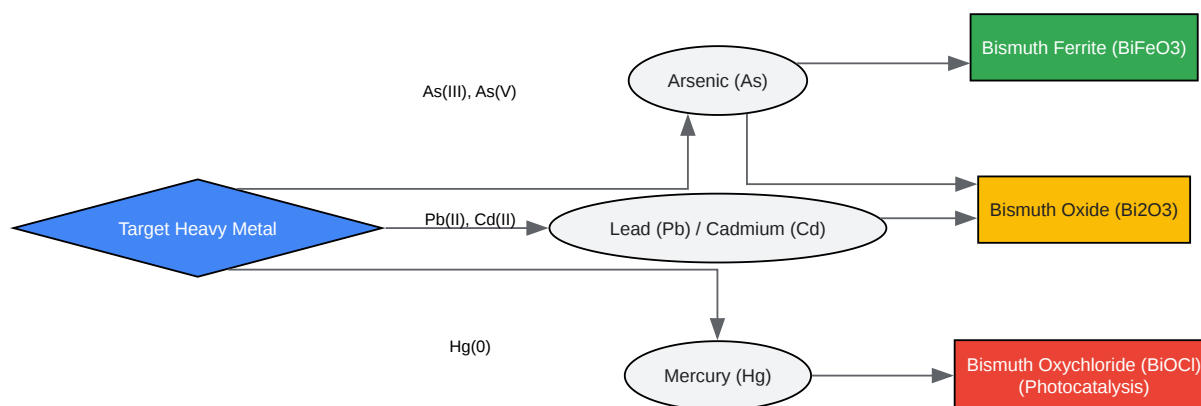 Bismuth Ferrite (BiFeO3)
Arsenic (As)
As(III), As(V)
Bismuth Oxide (Bi2O3)
Target Heavy Metal
Pb(II), Cd(II)
Lead (Pb) / Cadmium (Cd)
Hg(0)
Mercury (Hg)
Bismuth Oxychloride (BiOCl)
(Photocatalysis)